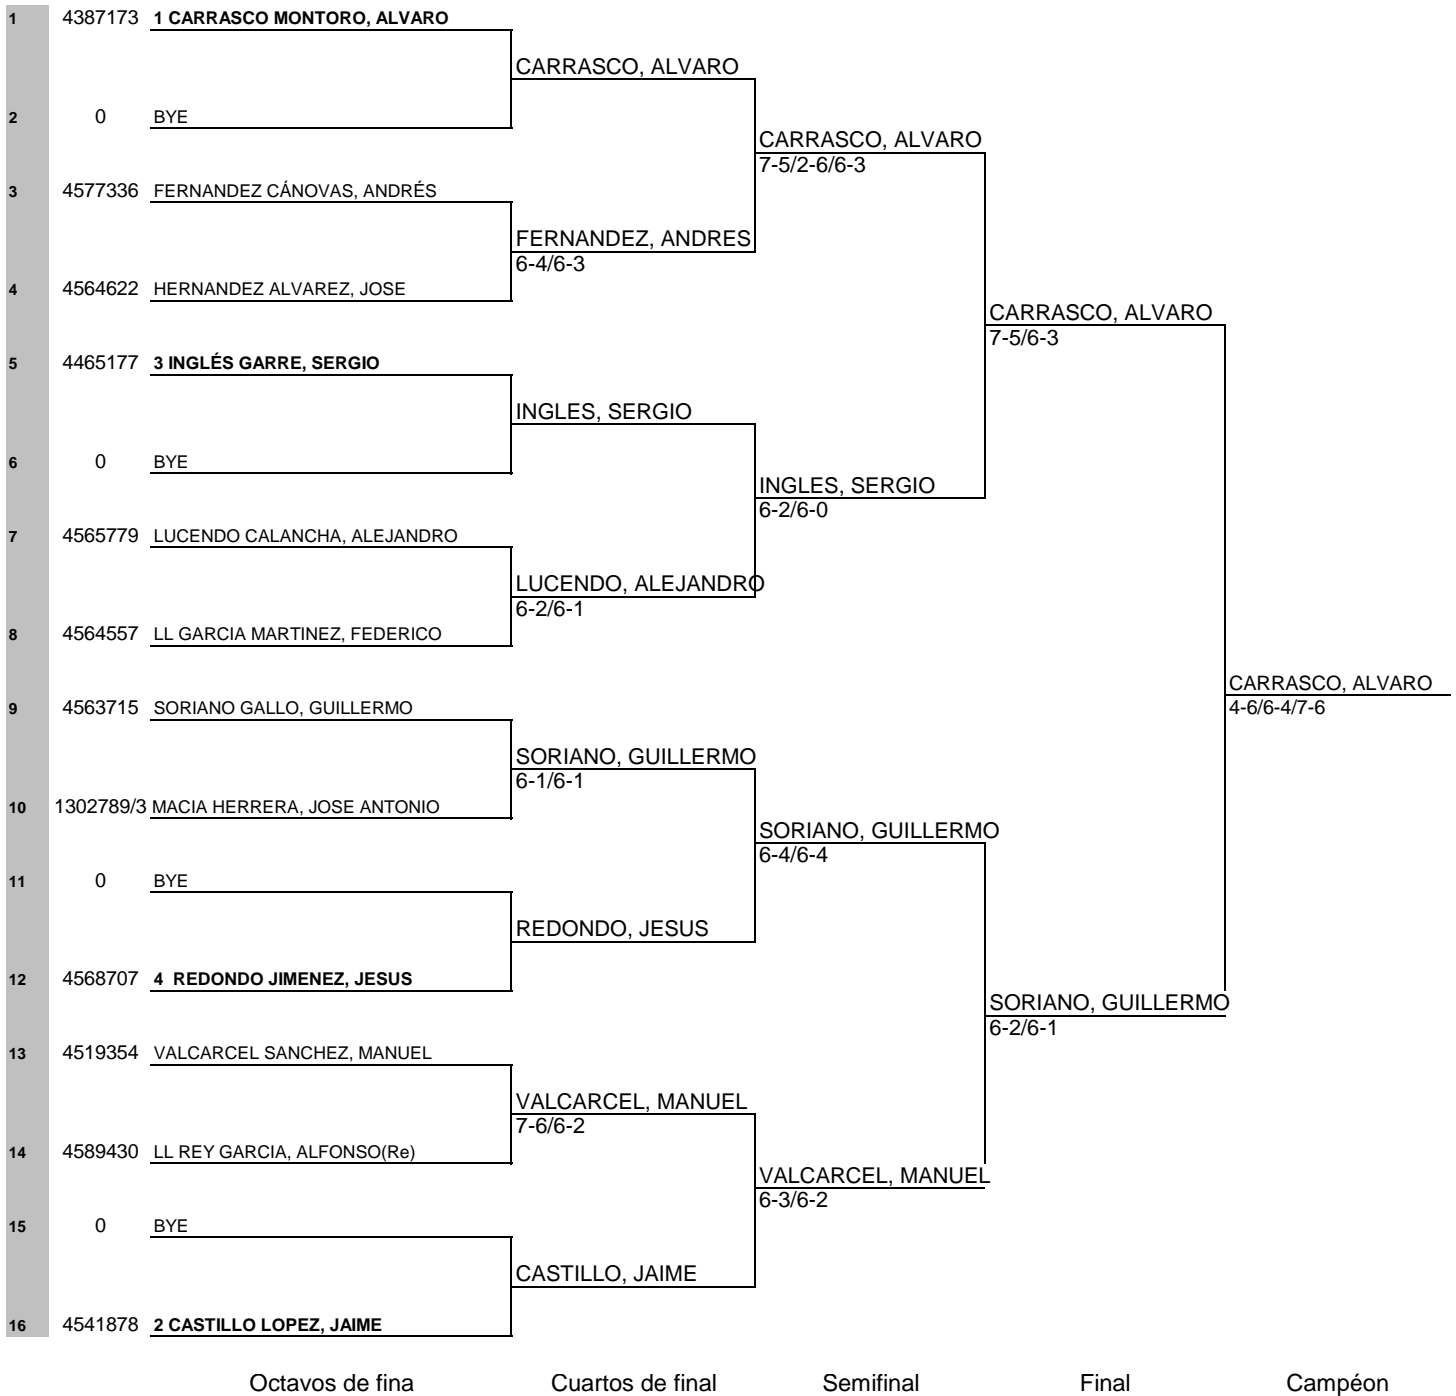 1 4387173 1 CARRASCO MONTORO, ALVARO
CARRASCO, ALVARO
2 0 BYE
CARRASCO, ALVARO
7-5/2-6/6-3
3 4577336 FERNANDEZ CÁNOVAS, ANDRÉS
FERNANDEZ, ANDRES
6-4/6-3
4 4564622 HERNANDEZ ALVAREZ, JOSE
CARRASCO, ALVARO
7-5/6-3
5 4465177 3 INGLÉS GARRE, SERGIO
INGLES, SERGIO
6 0 BYE
INGLES, SERGIO
6-2/6-0
7 4565779 LUCENDO CALANCHA, ALEJANDRO
LUCENDO, ALEJANDRO
6-2/6-1
8 4564557 LL GARCIA MARTINEZ, FEDERICO
CARRASCO, ALVARO
4-6/6-4/7-6
9 4563715 SORIANO GALLO, GUILLERMO
SORIANO, GUILLERMO
6-1/6-1
10 1302789/3 MACIA HERRERA, JOSE ANTONIO
SORIANO, GUILLERMO
6-4/6-4
11 0 BYE
REDONDO, JESUS
12 4568707 4 REDONDO JIMENEZ, JESUS
SORIANO, GUILLERMO
6-2/6-1
13 4519354 VALCARCEL SANCHEZ, MANUEL
VALCARCEL, MANUEL
7-6/6-2
14 4589430 LL REY GARCIA, ALFONSO(Re)
VALCARCEL, MANUEL
6-3/6-2
15 0 BYE
CASTILLO, JAIME
16 4541878 2 CASTILLO LOPEZ, JAIME
Octavos de fina Cuartos de final Semifinal Final Campéon